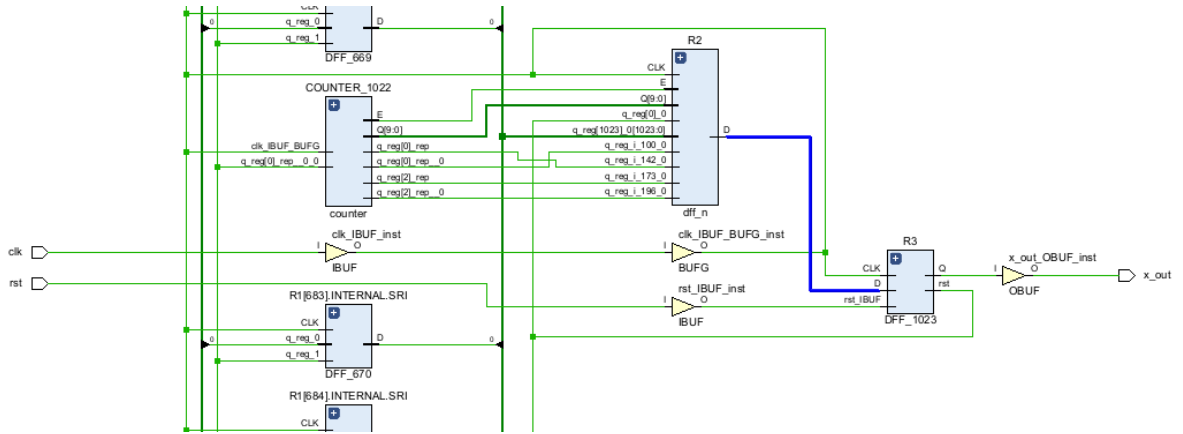 CLK
q_reg_0
D
0
0
q_reg_1
DFF_669
R2
CLK
E
Q[9:0]
q_reg[0]_0
q_reg[1023]_0[1023:0]
q_reg_i_100_0
q_reg_i_142_0
q_reg_i_173_0
q_reg_i_196_0
D
dff_n
COUNTER_1022
E
Q[9:0]
clk_IBUF_BUFG
q_reg[0]_rep
q_reg[0]_rep__0_0
q_reg[0]_rep__0
q_reg[2]_rep
q_reg[2]_rep__0
counter
clk
clk_IBUF_inst
I
O
IBUF
clk_IBUF_BUFG_inst
I
O
BUFG
rst
rst_IBUF_inst
I
O
IBUF
R3
CLK
D
rst_IBUF
Q
rst
DFF_1023
x_out_OBUF_inst
I
O
OBUF
x_out
R1[683].INTERNAL.SRI
CLK
q_reg_0
D
0
0
q_reg_1
DFF_670
R1[684].INTERNAL.SRI
CLK